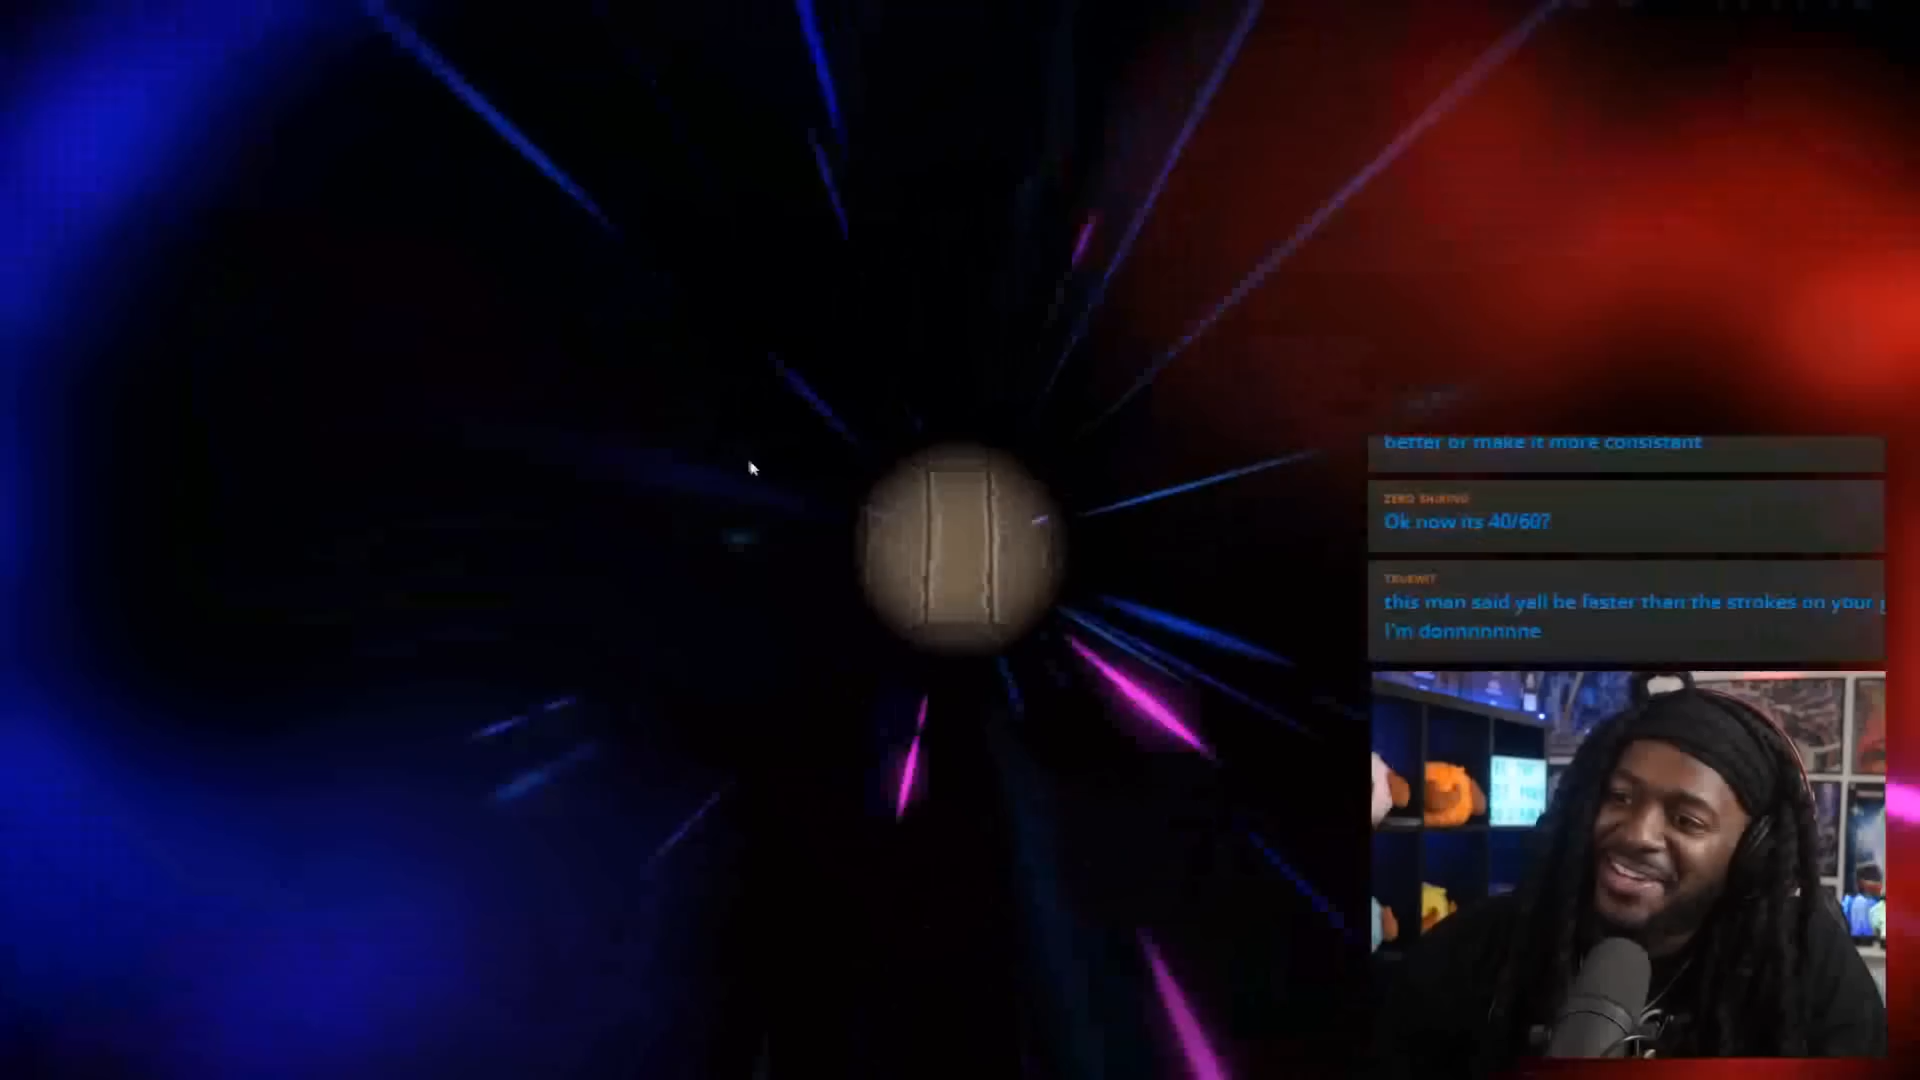 better or make it more consistant
ZERO
Ok now its 40/60?
this man said yall be faster than the strokes on your
I'm donnnnnnne